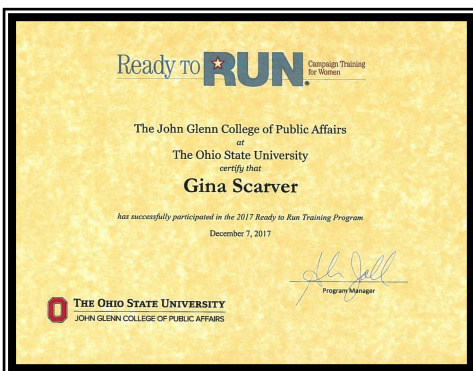 Ready TO RUN®
Campaign Training
for Women
The John Glenn College of Public Affairs
at
The Ohio State University
certify that
Gina Scarver
has successfully participated in the 2017 Ready to Run Training Program
December 7, 2017
Program Manager
THE OHIO STATE UNIVERSITY
JOHN GLENN COLLEGE OF PUBLIC AFFAIRS